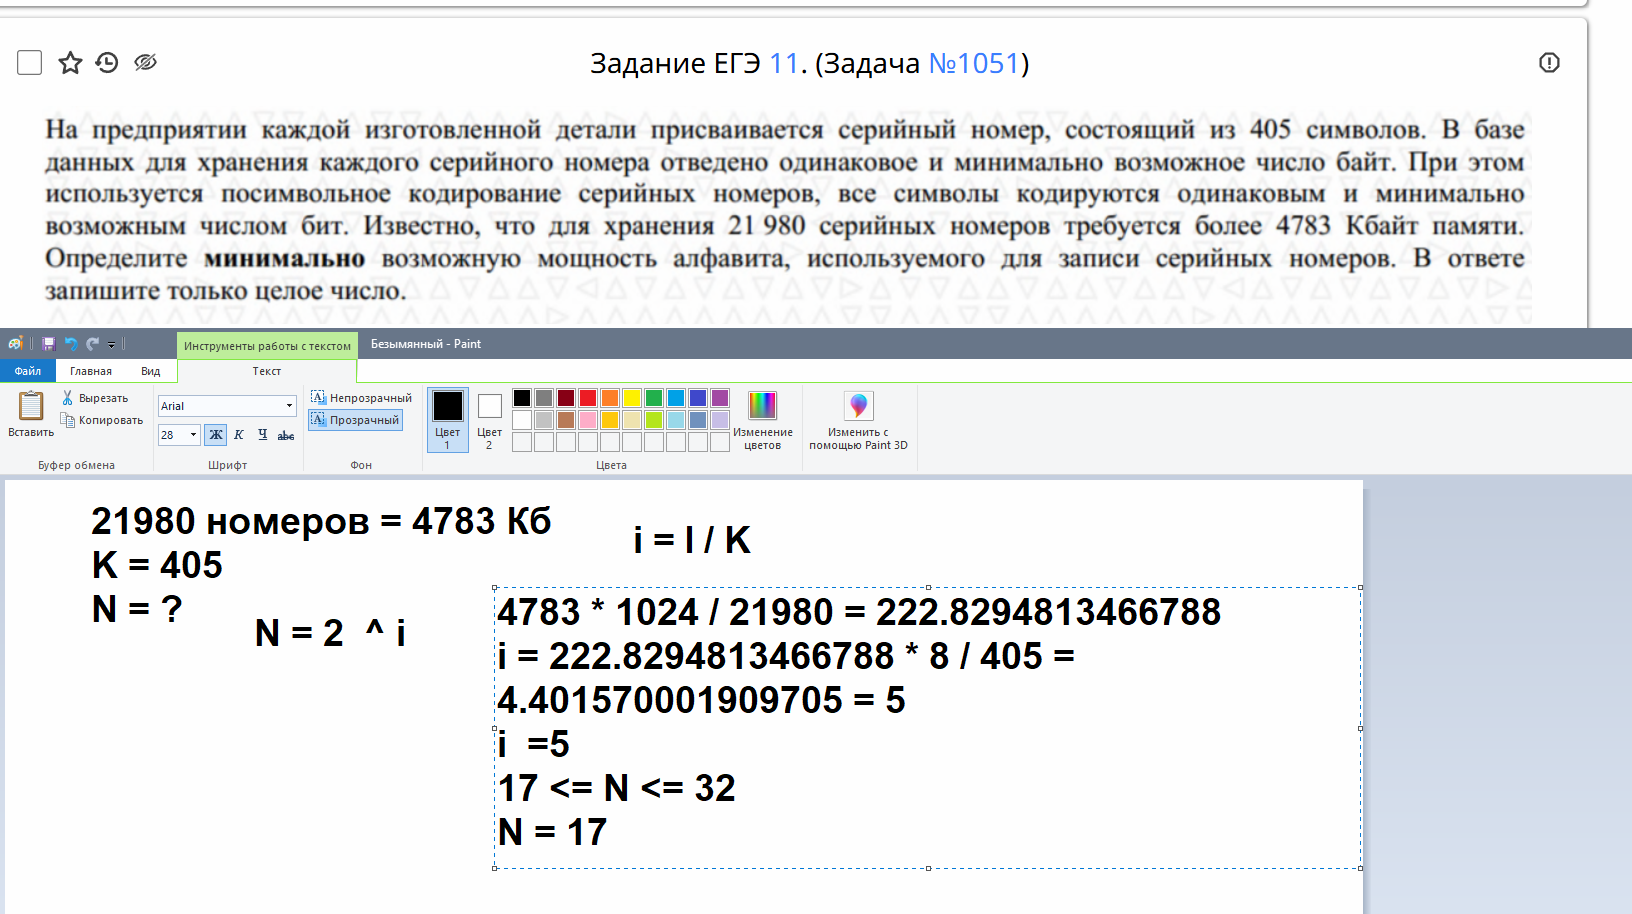 Задание ЕГЭ 11. (Задача №1051)
На предприятии каждой изготовленной детали присваивается серийный номер, состоящий из 405 символов. В базе
данных для хранения каждого серийного номера отведено одинаковое и минимально возможное число байт. При этом
используется посимвольное кодирование серийных номеров, все символы кодируются одинаковым и минимально
возможным числом бит. Известно, что для хранения 21 980 серийных номеров требуется более 4783 Кбайт памяти.
Определите минимально возможную мощность алфавита, используемого для записи серийных номеров. В ответе
запишите только целое число.
Инструменты работы с текстом
Безымянный - Paint
Файл
Главная
Вид
Текст
Вставить
Вырезать
Копировать
Буфер обмена
Arial
28
Ж К Ч abc
Шрифт
Непрозрачный
Прозрачный
Фон
Цвет
1
Цвет
2
Изменение
цветов
Цвета
Изменить с
помощью Paint 3D
21980 номеров = 4783 Кб
K = 405
N = ?
N = 2 ^ i
i = I / K
4783 * 1024 / 21980 = 222.8294813466788
i = 222.8294813466788 * 8 / 405 =
4.401570001909705 = 5
i =5
17 <= N <= 32
N = 17